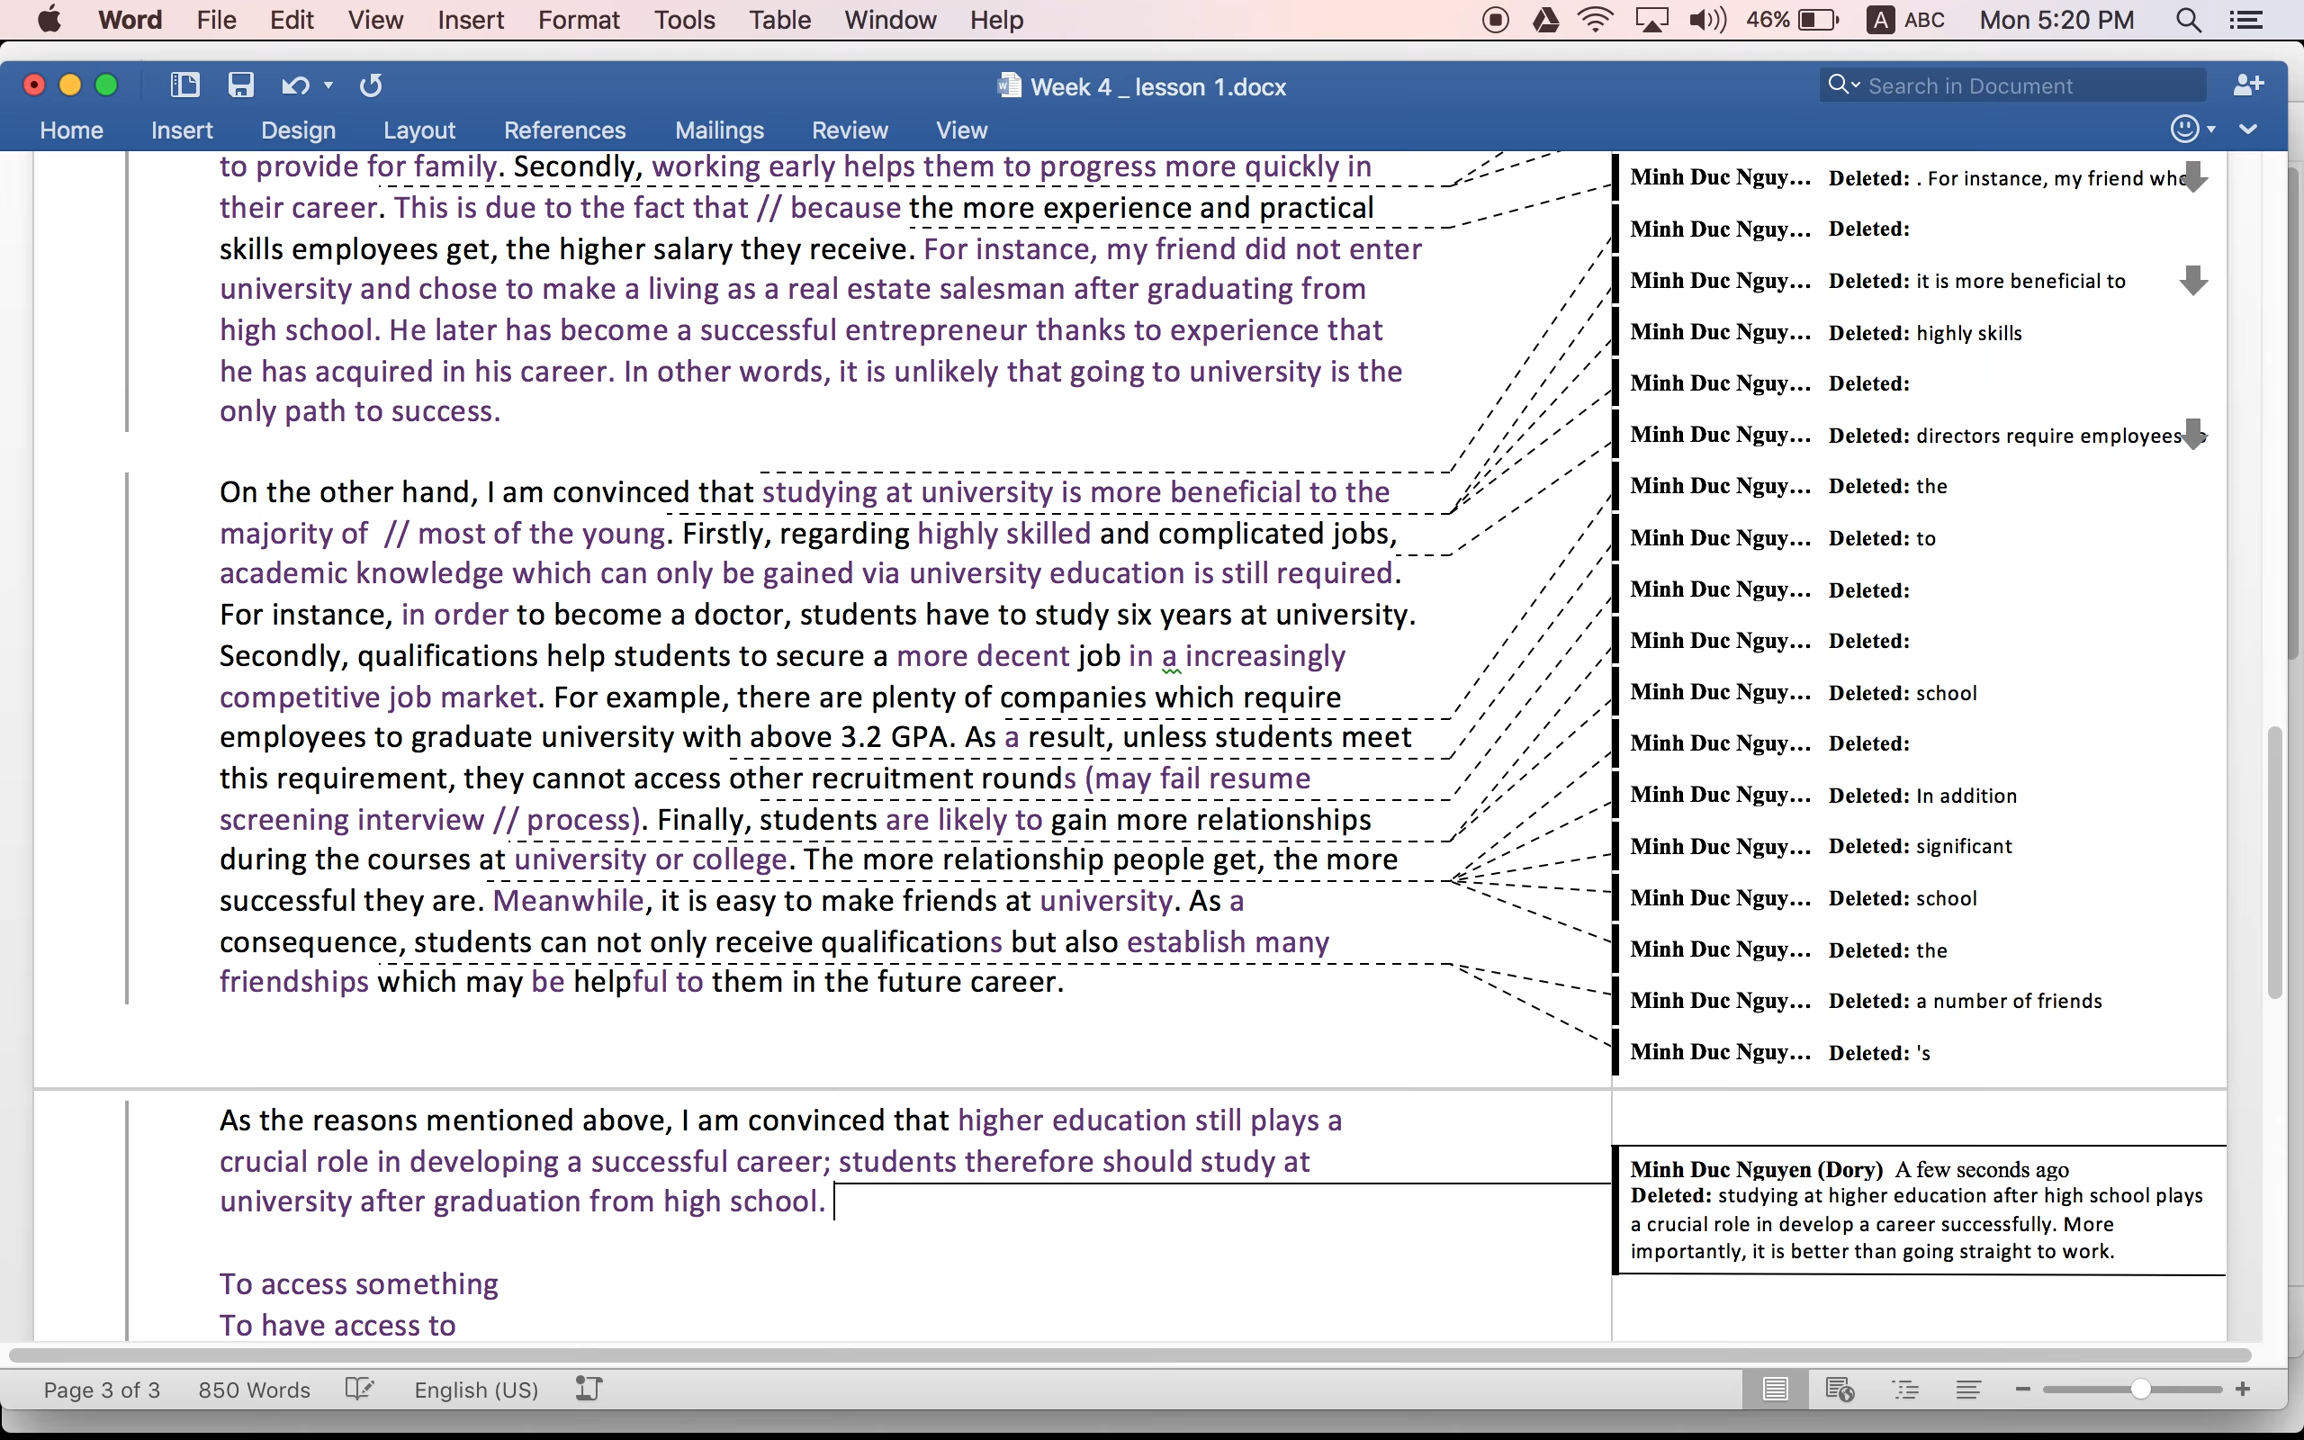 Word File Edit View Insert Format Tools Table Window Help 46% A ABC Mon 5:20 PM
Week 4 _ lesson 1.docx Search in Document
Home Insert Design Layout References Mailings Review View
to provide for family. Secondly, working early helps them to progress more quickly in
their career. This is due to the fact that // because the more experience and practical
skills employees get, the higher salary they receive. For instance, my friend did not enter
university and chose to make a living as a real estate salesman after graduating from
high school. He later has become a successful entrepreneur thanks to experience that
he has acquired in his career. In other words, it is unlikely that going to university is the
only path to success.
On the other hand, I am convinced that studying at university is more beneficial to the
majority of // most of the young. Firstly, regarding highly skilled and complicated jobs,
academic knowledge which can only be gained via university education is still required.
For instance, in order to become a doctor, students have to study six years at university.
Secondly, qualifications help students to secure a more decent job in a increasingly
competitive job market. For example, there are plenty of companies which require
employees to graduate university with above 3.2 GPA. As a result, unless students meet
this requirement, they cannot access other recruitment rounds (may fail resume
screening interview // process). Finally, students are likely to gain more relationships
during the courses at university or college. The more relationship people get, the more
successful they are. Meanwhile, it is easy to make friends at university. As a
consequence, students can not only receive qualifications but also establish many
friendships which may be helpful to them in the future career.
As the reasons mentioned above, I am convinced that higher education still plays a
crucial role in developing a successful career; students therefore should study at
university after graduation from high school.
To access something
To have access to
Minh Duc Nguy... Deleted: . For instance, my friend who
Minh Duc Nguy... Deleted:
Minh Duc Nguy... Deleted: it is more beneficial to
Minh Duc Nguy... Deleted: highly skills
Minh Duc Nguy... Deleted:
Minh Duc Nguy... Deleted: directors require employees
Minh Duc Nguy... Deleted: the
Minh Duc Nguy... Deleted: to
Minh Duc Nguy... Deleted:
Minh Duc Nguy... Deleted:
Minh Duc Nguy... Deleted: school
Minh Duc Nguy... Deleted:
Minh Duc Nguy... Deleted: In addition
Minh Duc Nguy... Deleted: significant
Minh Duc Nguy... Deleted: school
Minh Duc Nguy... Deleted: the
Minh Duc Nguy... Deleted: a number of friends
Minh Duc Nguy... Deleted: 's
Minh Duc Nguyen (Dory) A few seconds ago
Deleted: studying at higher education after high school plays
a crucial role in develop a career successfully. More
importantly, it is better than going straight to work.
Page 3 of 3 850 Words English (US)